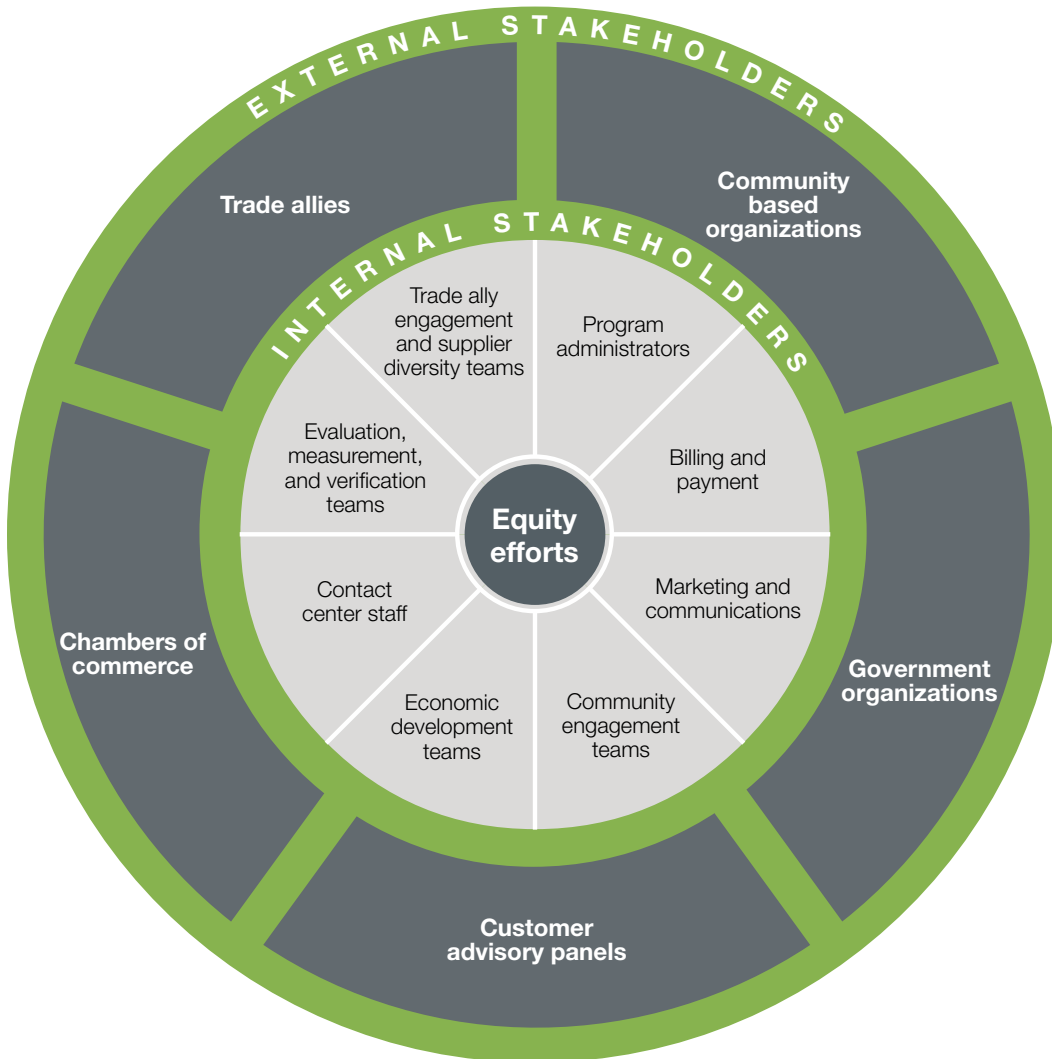 EXTERNAL STAKEHOLDERS
Trade allies
Community
based
organizations
INTERNAL STAKEHOLDERS
Trade ally
engagement
and supplier
diversity teams
Program
administrators
Evaluation,
measurement,
and verification
teams
Billing and
payment
Equity
efforts
Contact
center staff
Marketing and
communications
Chambers of
commerce
Government
organizations
Economic
development
teams
Community
engagement
teams
Customer
advisory panels